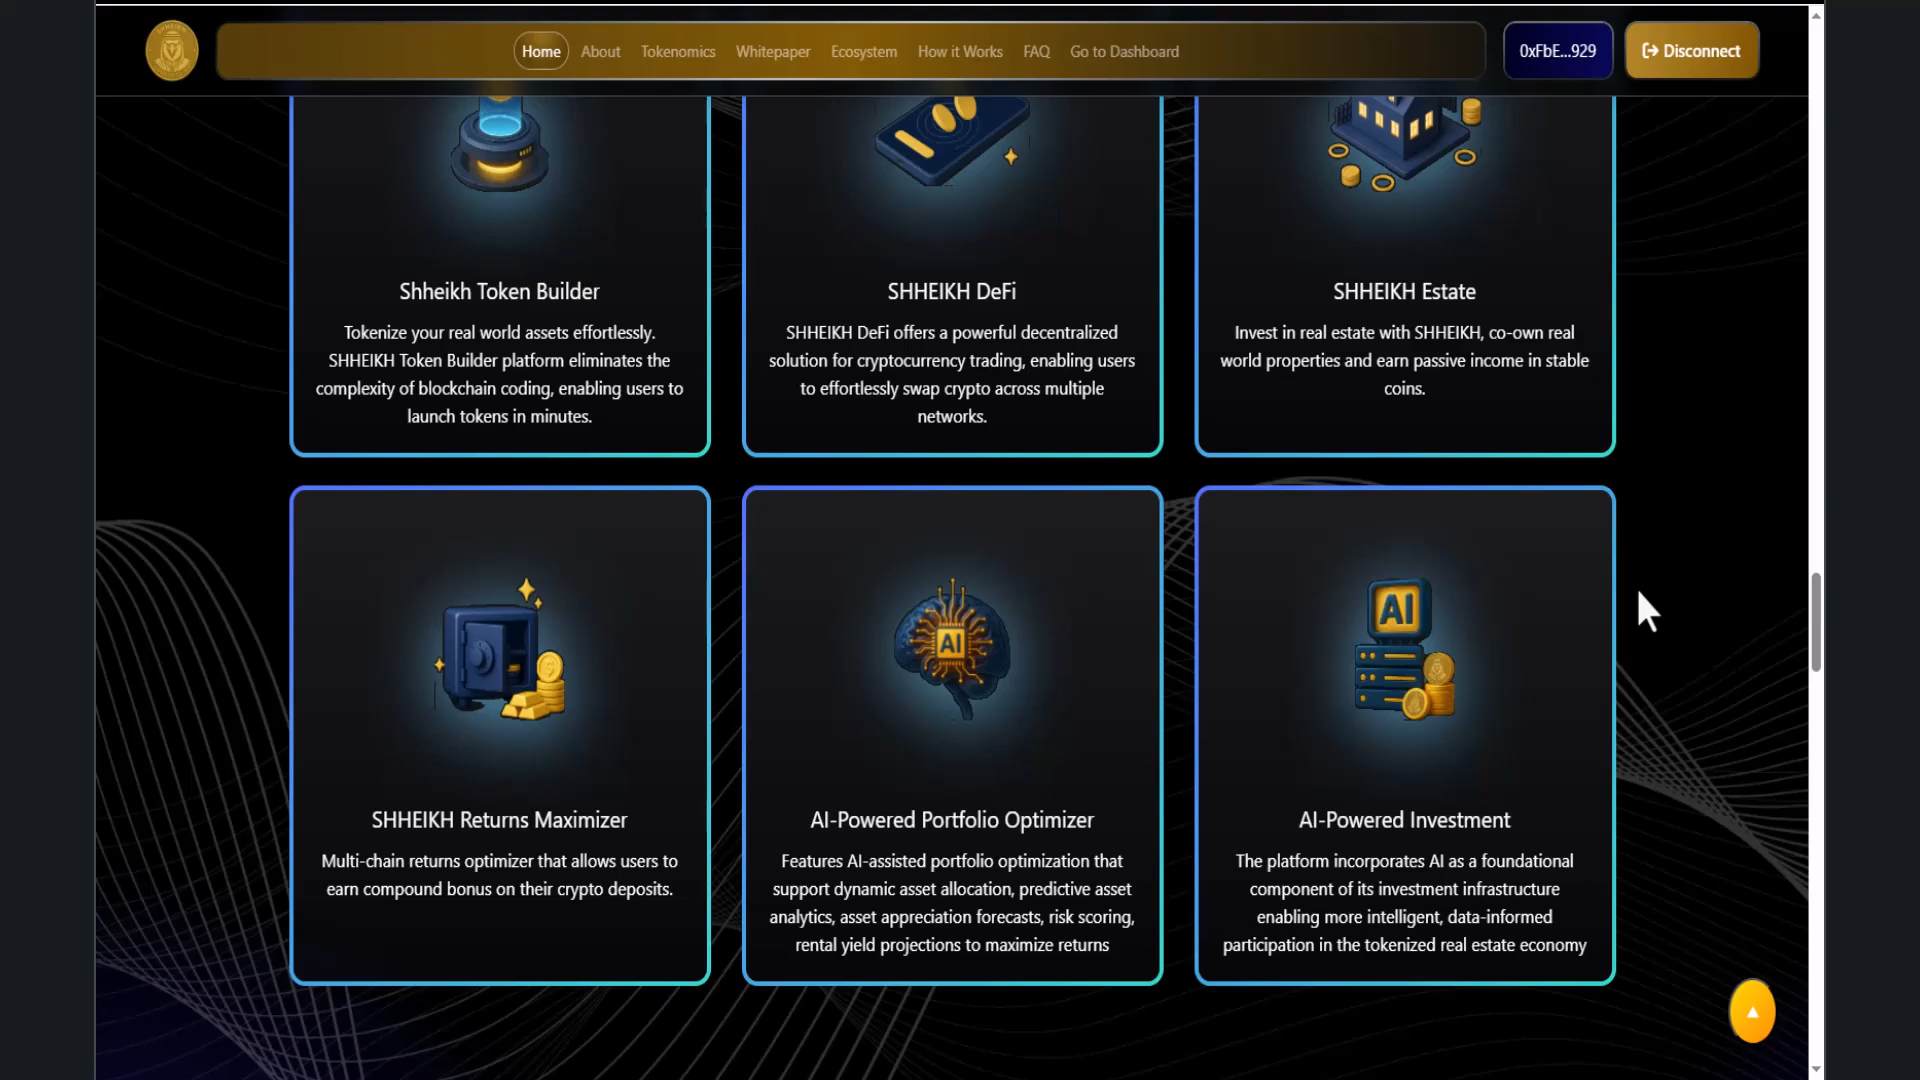 Home About Tokenomics Whitepaper Ecosystem How it Works FAQ Go to Dashboard 0xFbE...929 Disconnect
Shheikh Token Builder
Tokenize your real world assets effortlessly.
SHHEIKH Token Builder platform eliminates the
complexity of blockchain coding, enabling users to
launch tokens in minutes.
SHHEIKH DeFi
SHHEIKH DeFi offers a powerful decentralized
solution for cryptocurrency trading, enabling users
to effortlessly swap crypto across multiple
networks.
SHHEIKH Estate
Invest in real estate with SHHEIKH, co-own real
world properties and earn passive income in stable
coins.
SHHEIKH Returns Maximizer
Multi-chain returns optimizer that allows users to
earn compound bonus on their crypto deposits.
AI
AI-Powered Portfolio Optimizer
Features AI-assisted portfolio optimization that
support dynamic asset allocation, predictive asset
analytics, asset appreciation forecasts, risk scoring,
rental yield projections to maximize returns
AI
AI-Powered Investment
The platform incorporates AI as a foundational
component of its investment infrastructure
enabling more intelligent, data-informed
participation in the tokenized real estate economy